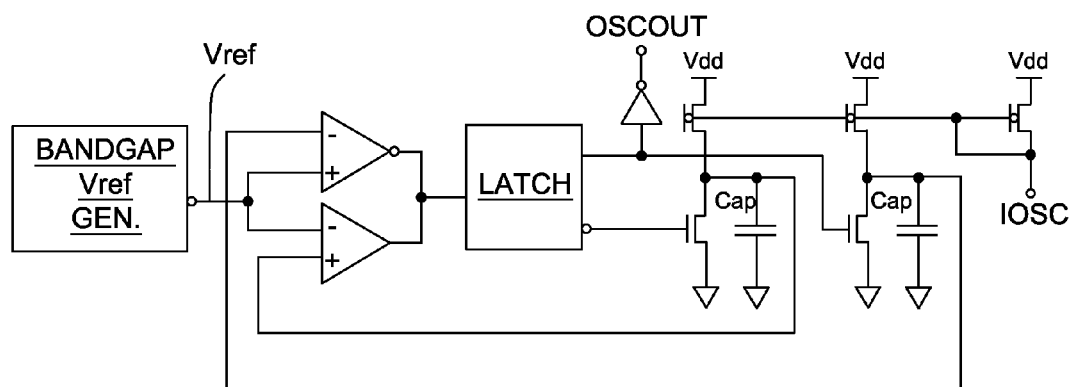 OSCOUT
Vref
Vdd
Vdd
Vdd
BANDGAP
Vref
GEN.
-
+
-
+
LATCH
Cap
Cap
IOSC